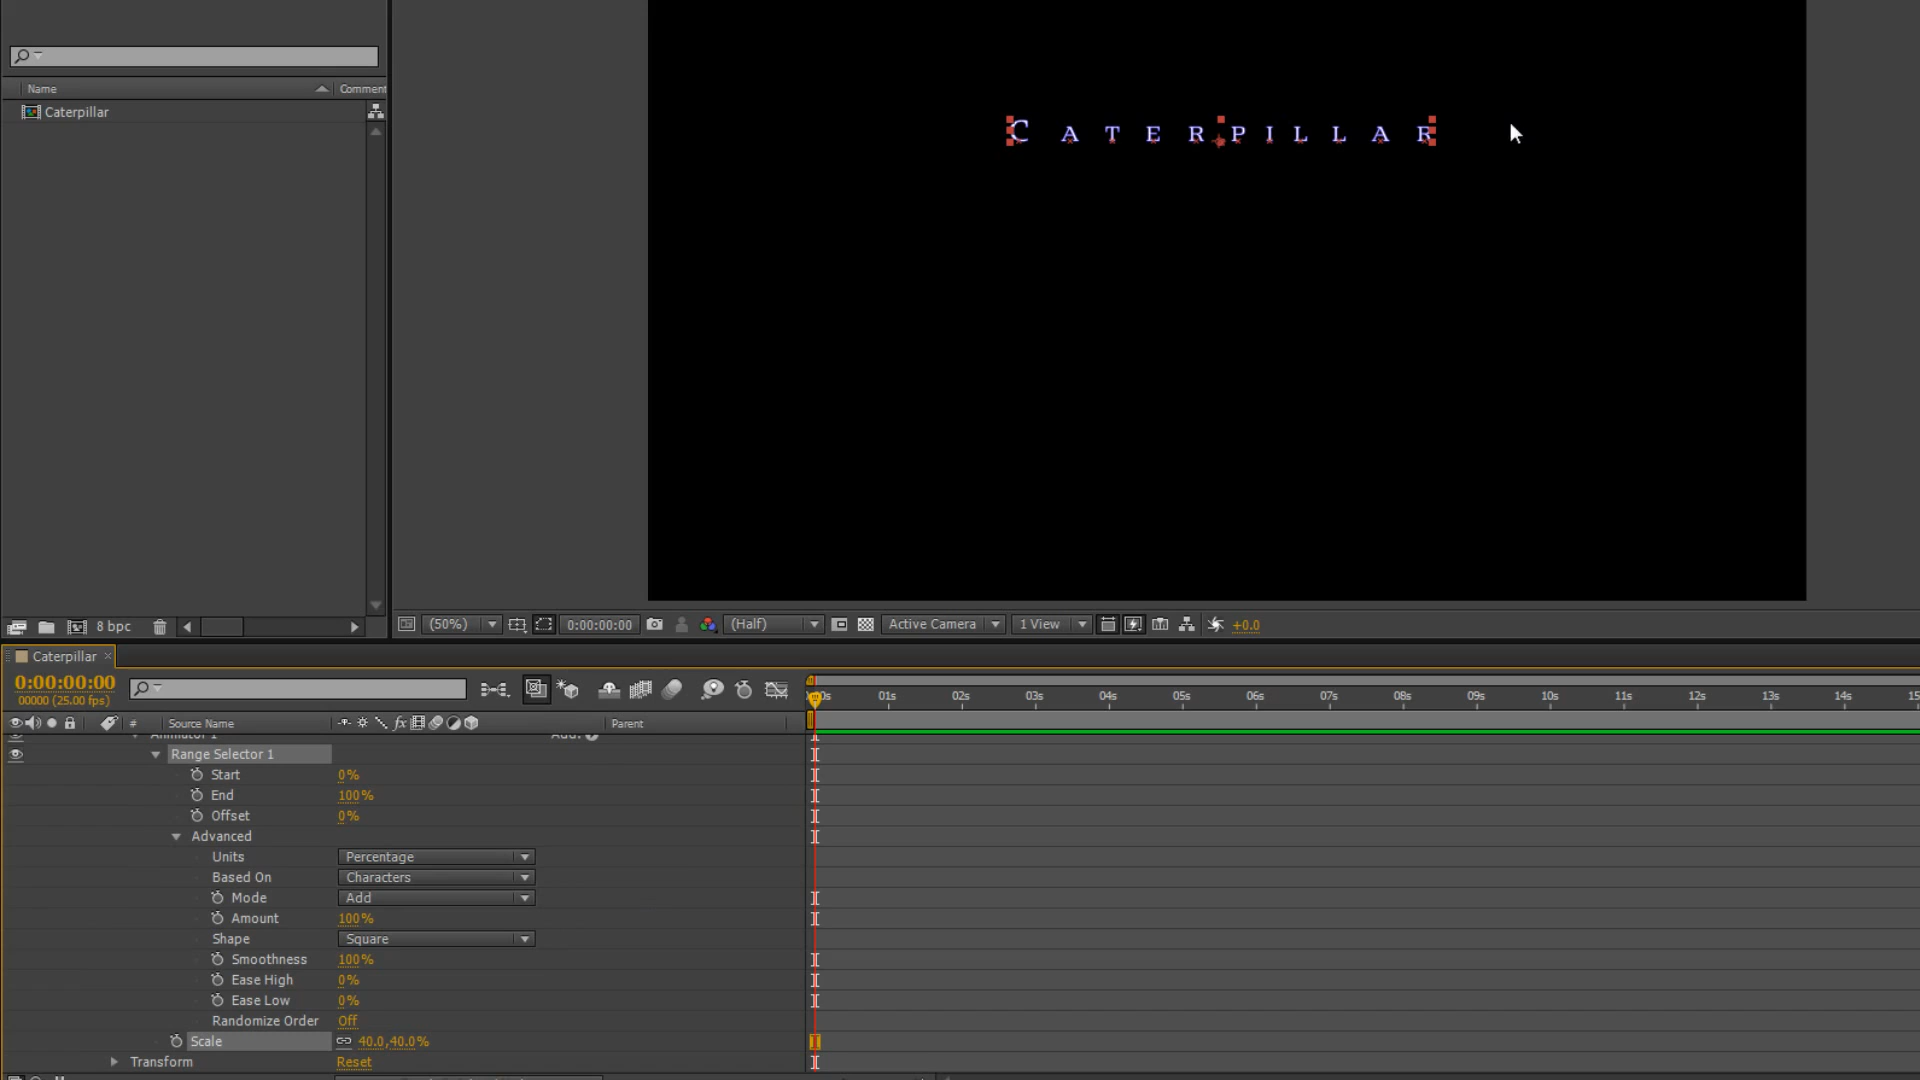 Name Comment
Caterpillar
C A T E R P I L L A R
8 bpc
(50%) 0:00:00:00 (Half) Active Camera 1 View +0.0
Caterpillar ×
0:00:00:00
00000 (25.00 fps)
01s 02s 03s 04s 05s 06s 07s 08s 09s 10s 11s 12s 13s 14s
# Source Name fx Parent
Animator 1 Add:
Range Selector 1
Start 0%
End 100%
Offset 0%
Advanced
Units Percentage
Based On Characters
Mode Add
Amount 100%
Shape Square
Smoothness 100%
Ease High 0%
Ease Low 0%
Randomize Order Off
Scale 40.0,40.0%
Transform Reset